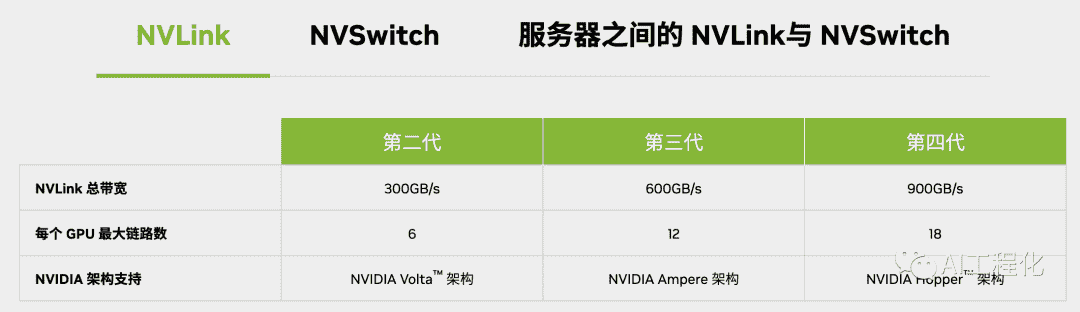 NVLink NVSwitch 服务器之间的 NVLink与 NVSwitch
第二代 第三代 第四代
NVLink 总带宽 300GB/s 600GB/s 900GB/s
每个 GPU 最大链路数 6 12 18
NVIDIA 架构支持 NVIDIA Volta™ 架构 NVIDIA Ampere 架构 NVIDIA Hopper™ 架构
AI工程化